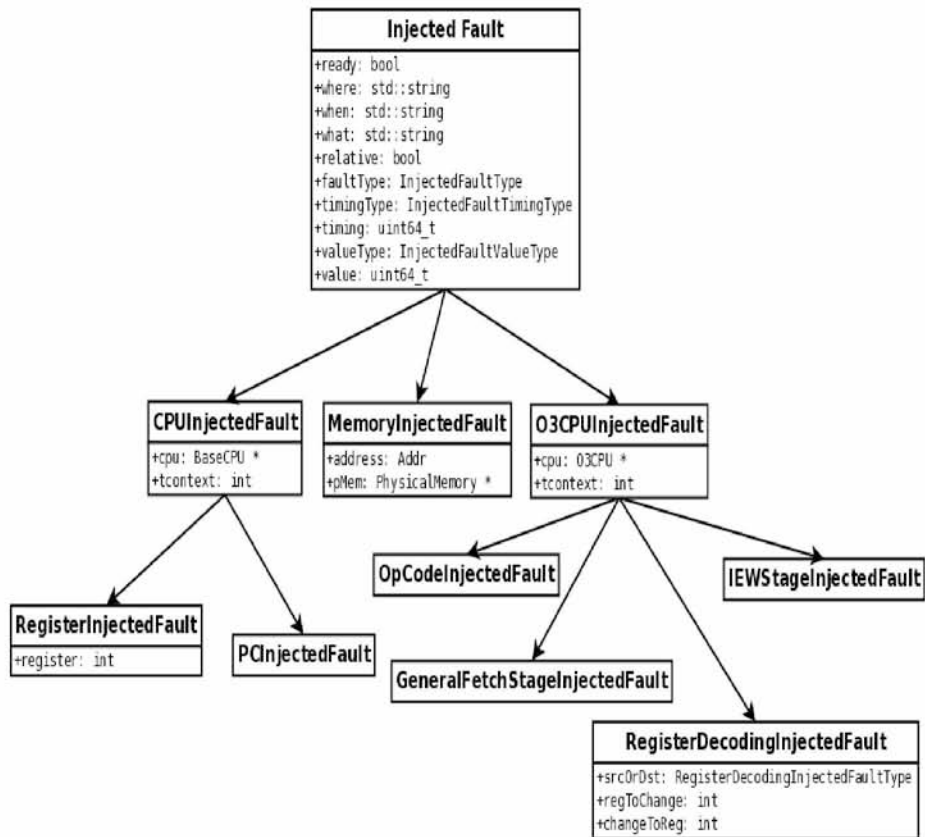 Injected Fault
+ready: bool
+where: std::string
+when: std::string
+what: std::string
+relative: bool
+faultType: InjectedFaultType
+timingType: InjectedFaultTimingType
+timing: uint64_t
+valueType: InjectedFaultValueType
+value: uint64_t
CPUInjectedFault
+cpu: BaseCPU *
+tcontext: int
MemoryInjectedFault
+address: Addr
+pMem: PhysicalMemory *
O3CPUInjectedFault
+cpu: O3CPU *
+tcontext: int
OpCodeInjectedFault
IEWStageInjectedFault
RegisterInjectedFault
+register: int
PCInjectedFault
GeneralFetchStageInjectedFault
RegisterDecodingInjectedFault
+srcOrDst: RegisterDecodingInjectedFaultType
+regToChange: int
+changeToReg: int